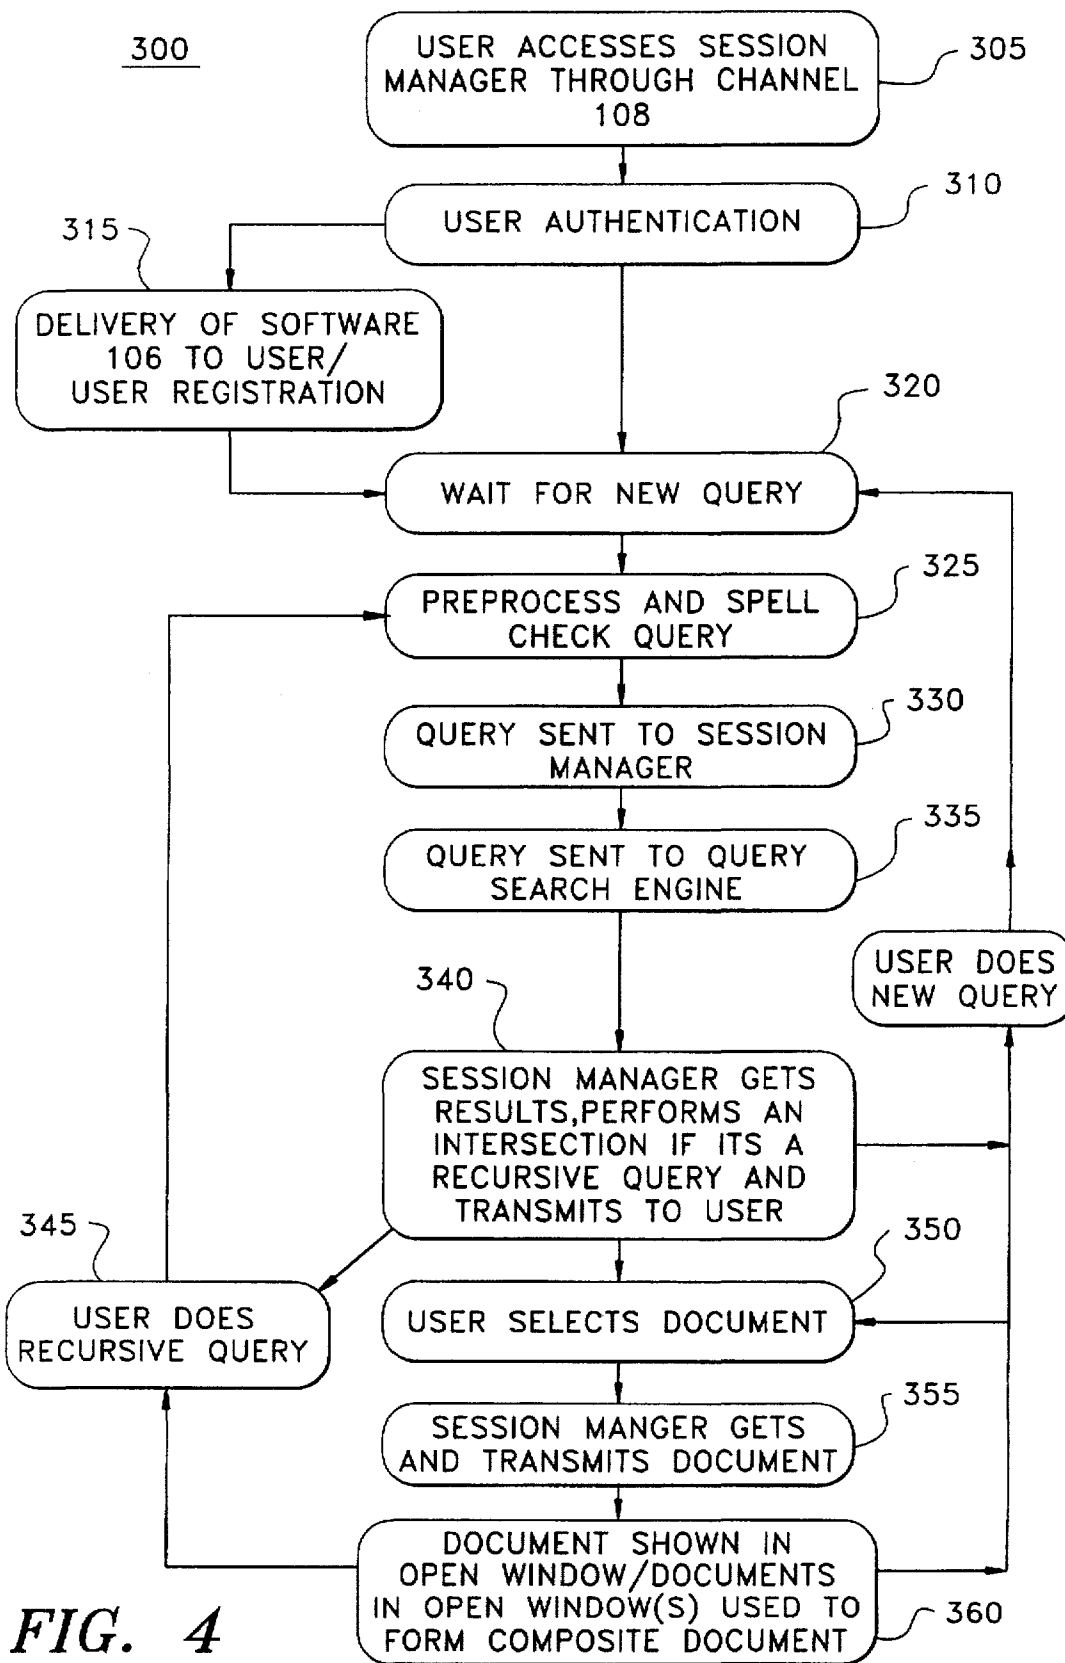 300
USER ACCESSES SESSION
MANAGER THROUGH CHANNEL
108
305
USER AUTHENTICATION
310
315
DELIVERY OF SOFTWARE
106 TO USER/
USER REGISTRATION
320
WAIT FOR NEW QUERY
325
PREPROCESS AND SPELL
CHECK QUERY
330
QUERY SENT TO SESSION
MANAGER
335
QUERY SENT TO QUERY
SEARCH ENGINE
USER DOES
NEW QUERY
340
SESSION MANAGER GETS
RESULTS,PERFORMS AN
INTERSECTION IF ITS A
RECURSIVE QUERY AND
TRANSMITS TO USER
345
USER DOES
RECURSIVE QUERY
350
USER SELECTS DOCUMENT
355
SESSION MANGER GETS
AND TRANSMITS DOCUMENT
DOCUMENT SHOWN IN
OPEN WINDOW/DOCUMENTS
IN OPEN WINDOW(S) USED TO
FORM COMPOSITE DOCUMENT
360
FIG. 4